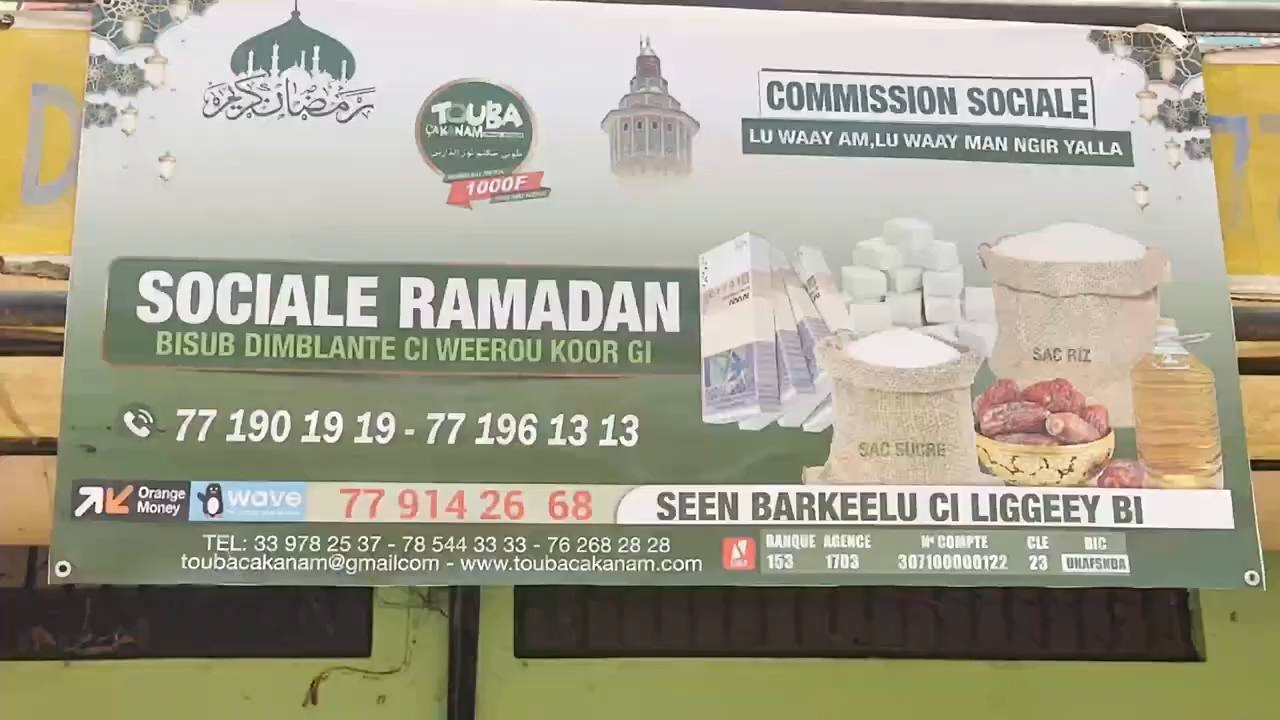 رمضان كريم
TOUBA
ÇA KANAM
1000F
COMMISSION SOCIALE
LU WAAY AM,LU WAAY MAN NGIR YALLA
SOCIALE RAMADAN
BISUB DIMBLANTE CI WEEROU KOOR GI
77 190 19 19 - 77 196 13 13
SAC RIZ
SAC SUCRE
Orange
Money
wave
77 914 26 68
SEEN BARKEELU CI LIGGEEY BI
TEL: 33 978 25 37 - 78 544 33 33 - 76 268 28 28
toubacakanam@gmailcom - www.toubacakanam.com
BANQUE AGENCE N° COMPTE CLE BIC
153 1703 307100000122 23 UNAFSNDA